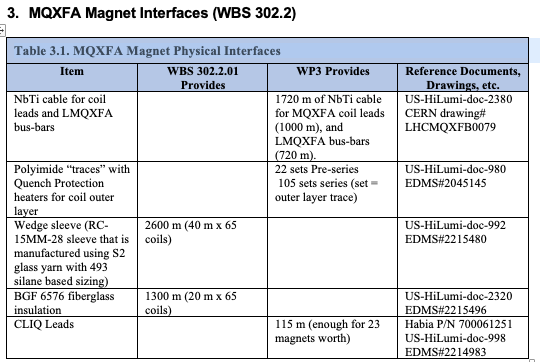 3. MQXFA Magnet Interfaces (WBS 302.2)
Table 3.1. MQXFA Magnet Physical Interfaces
Item
WBS 302.2.01
Provides
WP3 Provides
Reference Documents,
Drawings, etc.
NbTi cable for coil
leads and LMQXFA
bus-bars
1720 m of NbTi cable
for MQXFA coil leads
(1000 m), and
LMQXFA bus-bars
(720 m).
US-HiLumi-doc-2380
CERN drawing#
LHCMQXFB0079
Polyimide “traces” with
Quench Protection
heaters for coil outer
layer
22 sets Pre-series
105 sets series (set =
outer layer trace)
US-HiLumi-doc-980
EDMS#2045145
Wedge sleeve (RC-
15MM-28 sleeve that is
manufactured using S2
glass yarn with 493
silane based sizing)
2600 m (40 m x 65
coils)
US-HiLumi-doc-992
EDMS#2215480
BGF 6576 fiberglass
insulation
1300 m (20 m x 65
coils)
US-HiLumi-doc-2320
EDMS#2215496
CLIQ Leads
115 m (enough for 23
magnets worth)
Habia P/N 700061251
US-HiLumi-doc-998
EDMS#2214983